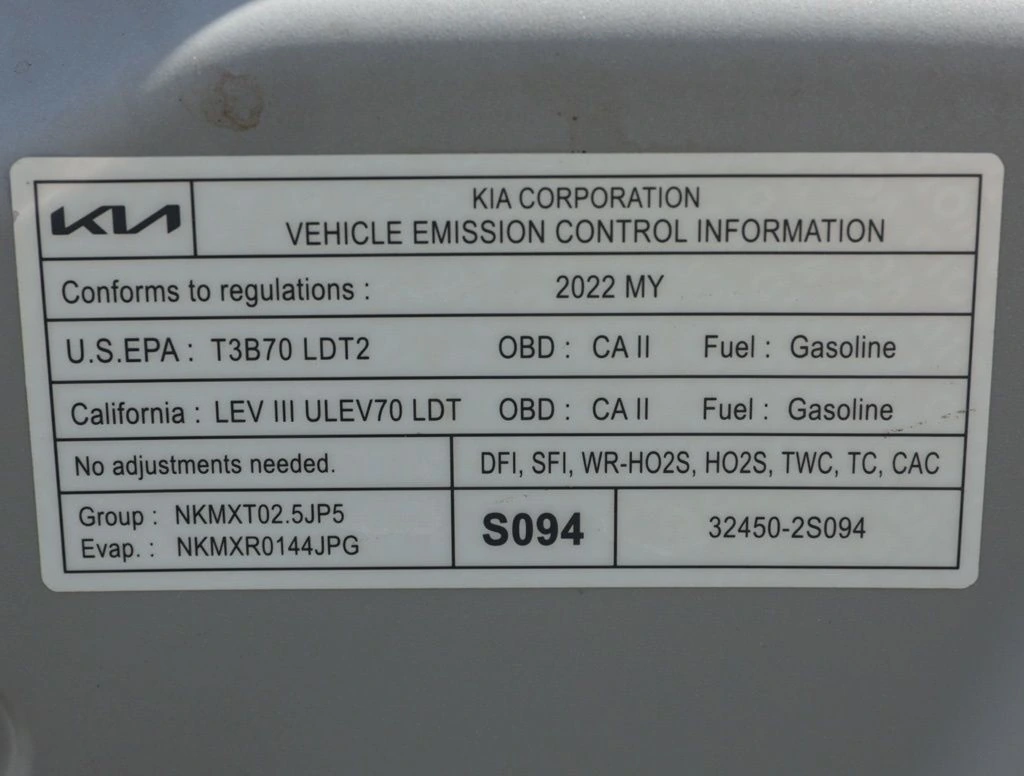 KIA
KIA CORPORATION
VEHICLE EMISSION CONTROL INFORMATION
Conforms to regulations : 2022 MY
U.S.EPA : T3B70 LDT2 OBD : CA II Fuel : Gasoline
California : LEV III ULEV70 LDT OBD : CA II Fuel : Gasoline
No adjustments needed. DFI, SFI, WR-HO2S, HO2S, TWC, TC, CAC
Group : NKMXT02.5JP5
Evap. : NKMXR0144JPG
S094
32450-2S094